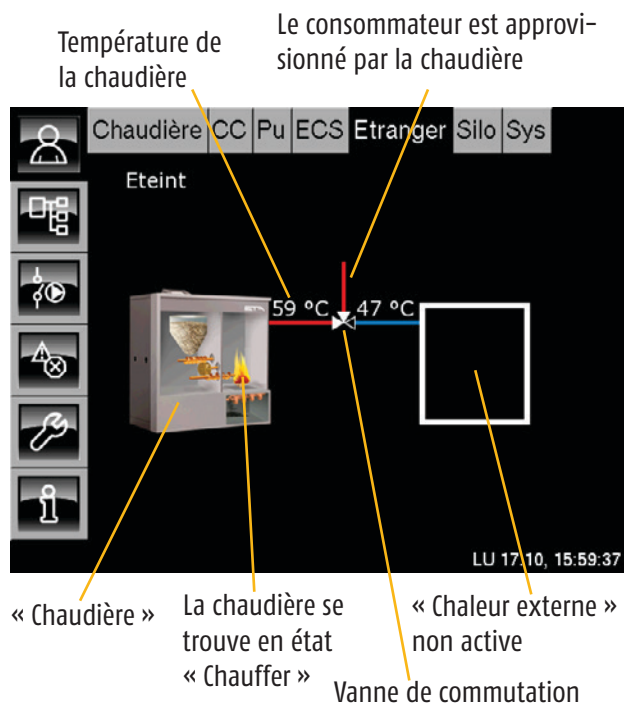 Température de
la chaudière
Le consommateur est approvi-
sionné par la chaudière
Chaudière CC Pu ECS Etranger Silo Sys
Eteint
59 °C 47 °C
LU 17.10, 15:59:37
« Chaudière »
La chaudière se
trouve en état
« Chauffer »
« Chaleur externe »
non active
Vanne de commutation